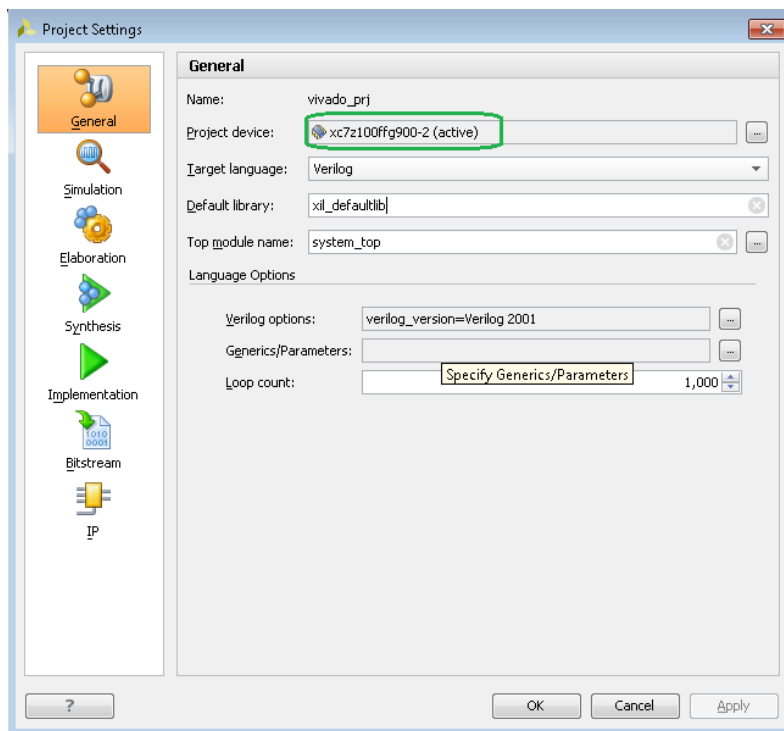 Project Settings
General
Simulation
Elaboration
Synthesis
Implementation
1010
0001
Bitstream
IP
General
Name: vivado_prj
Project device: xc7z100ffg900-2 (active) ...
Target language: Verilog
Default library: xil_defaultlib
Top module name: system_top ...
Language Options
Verilog options: verilog_version=Verilog 2001 ...
Generics/Parameters: ...
Specify Generics/Parameters
Loop count: 1,000
? OK Cancel Apply